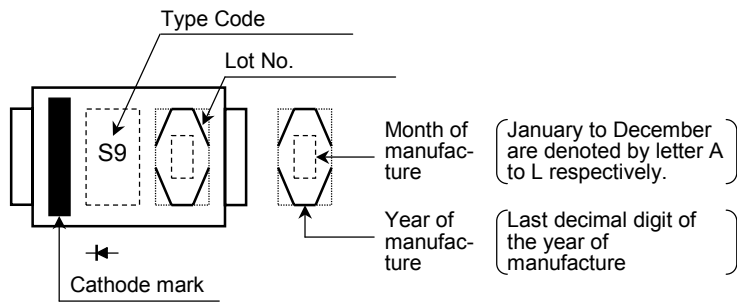 Type Code
Lot No.
S9
Month of
manufac-
ture
January to December
are denoted by letter A
to L respectively.
Year of
manufac-
ture
Last decimal digit of
the year of
manufacture
Cathode mark